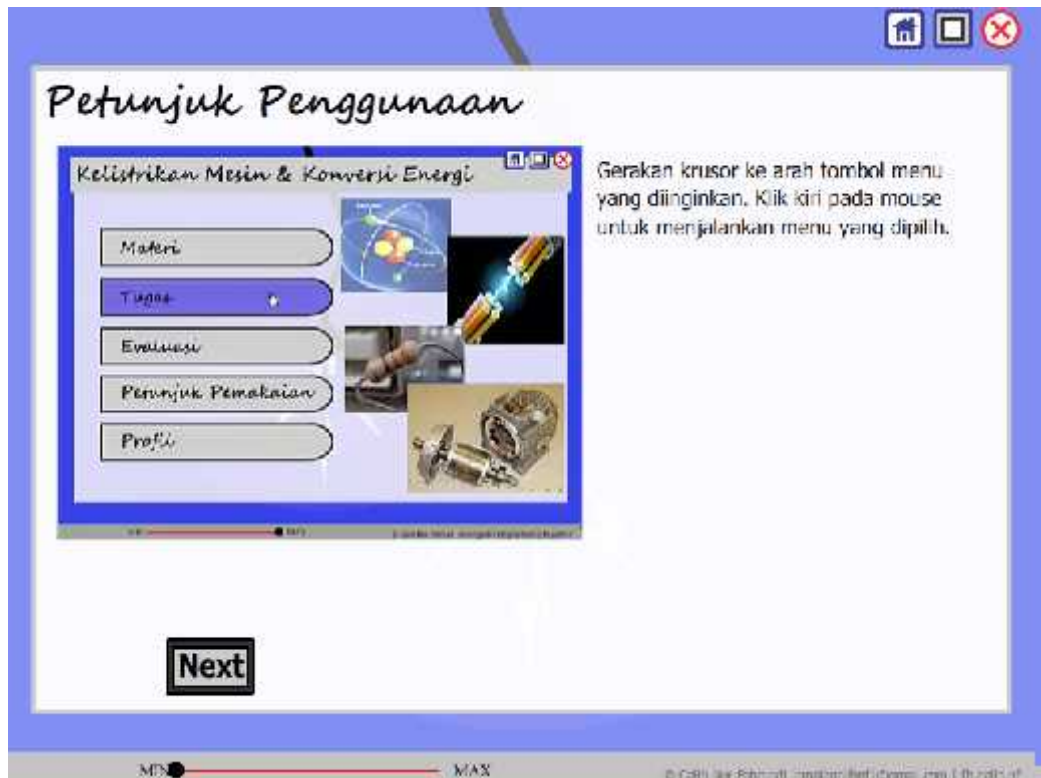 Petunjuk Penggunaan
Kelistrikan Mesin & Konversi Energi
Materi
Tugas
Evaluasi
Petunjuk Pemakaian
Profil
Gerakan krusor ke arah tombol menu
yang diinginkan. Klik kiri pada mouse
untuk menjalankan menu yang dipilih.
Next
MIN
MAX